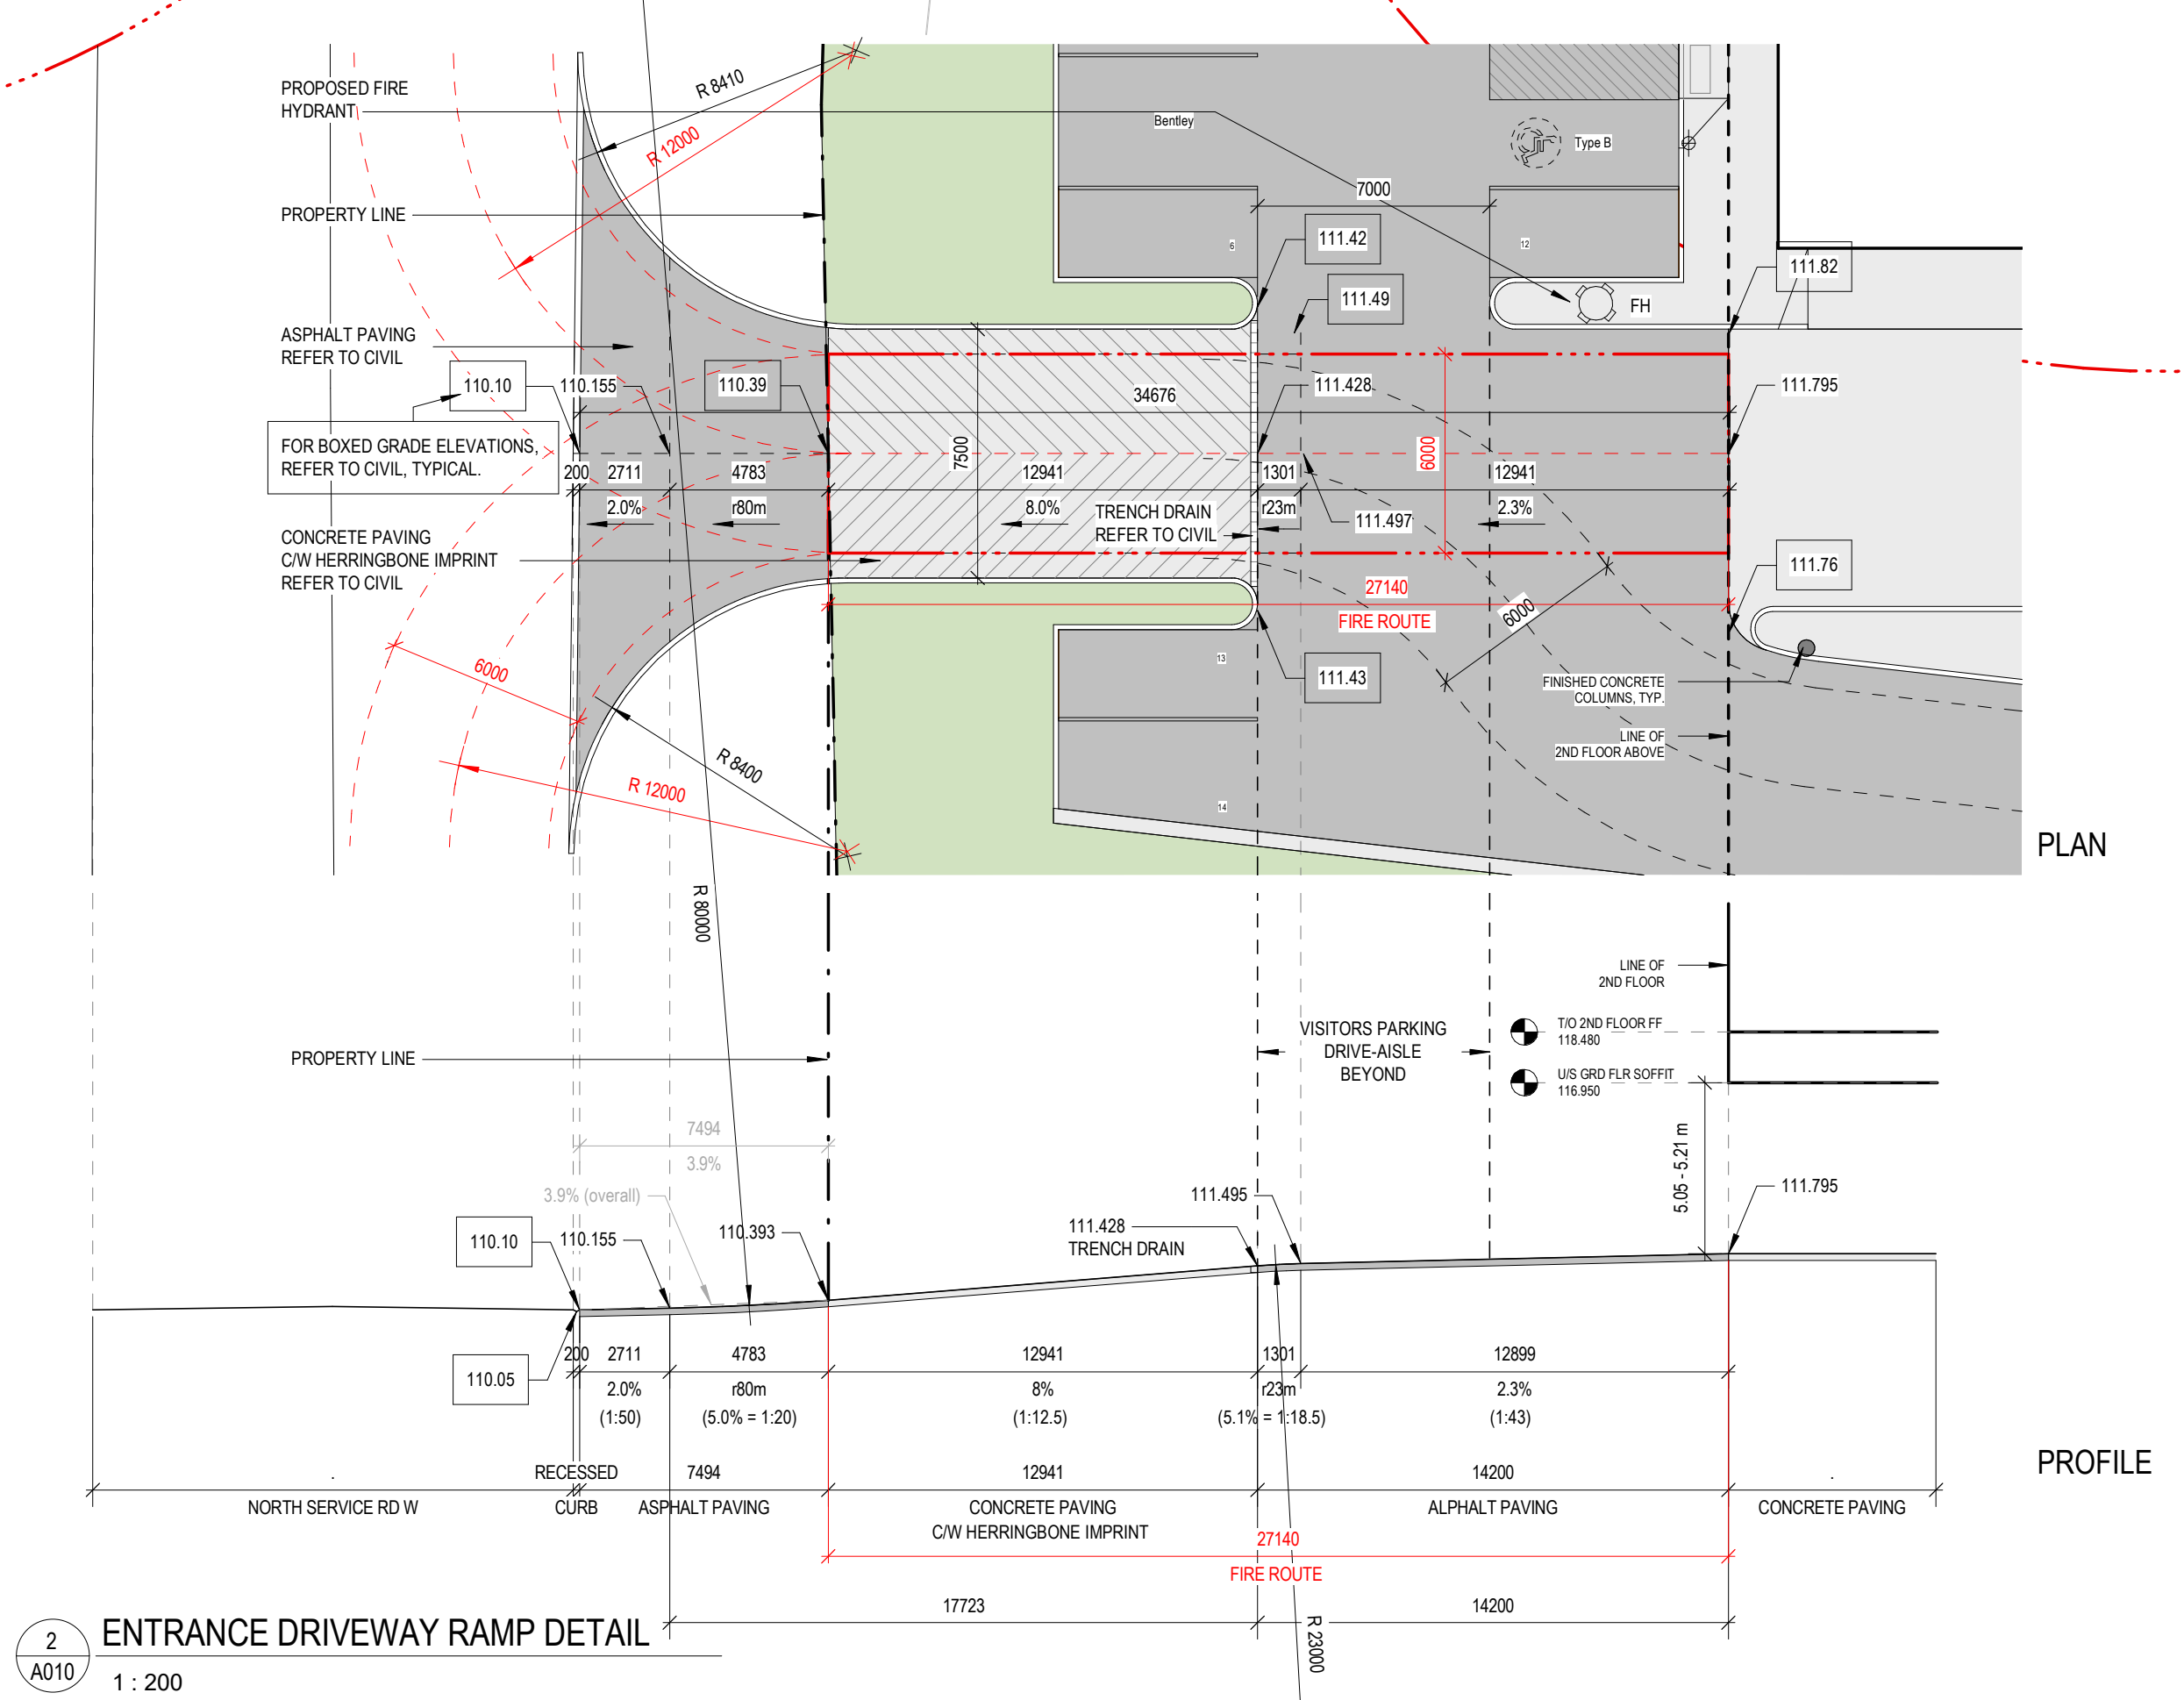 R 8410
R 12000
PROPOSED FIRE
HYDRANT
Bentley
Type B
7000
PROPERTY LINE
6
12
111.42
111.49
111.82
FH
ASPHALT PAVING
REFER TO CIVIL
110.10
110.155
110.39
34676
111.428
111.795
FOR BOXED GRADE ELEVATIONS,
REFER TO CIVIL, TYPICAL.
7500
6000
200
2711
4783
12941
1301
12941
2.0%
r80m
8.0%
TRENCH DRAIN
REFER TO CIVIL
r23m
111.497
2.3%
CONCRETE PAVING
C/W HERRINGBONE IMPRINT
REFER TO CIVIL
111.76
27140
FIRE ROUTE
6000
6000
13
111.43
FINISHED CONCRETE
COLUMNS, TYP.
LINE OF
2ND FLOOR ABOVE
R 8400
R 12000
14
PLAN
R 80000
LINE OF
2ND FLOOR
VISITORS PARKING
DRIVE-AISLE
BEYOND
T/O 2ND FLOOR FF
118.480
U/S GRD FLR SOFFIT
116.950
PROPERTY LINE
7494
3.9%
5.05 - 5.21 m
3.9% (overall)
111.495
111.795
110.10
110.155
110.393
111.428
TRENCH DRAIN
110.05
200
2711
4783
12941
1301
12899
2.0%
r80m
8%
r23m
2.3%
(1:50)
(5.0% = 1:20)
(1:12.5)
(5.1% = 1:18.5)
(1:43)
PROFILE
.
RECESSED
7494
12941
14200
.
NORTH SERVICE RD W
CURB
ASPHALT PAVING
CONCRETE PAVING
C/W HERRINGBONE IMPRINT
ALPHALT PAVING
CONCRETE PAVING
27140
FIRE ROUTE
17723
14200
R 23000
2
A010
ENTRANCE DRIVEWAY RAMP DETAIL
1 : 200